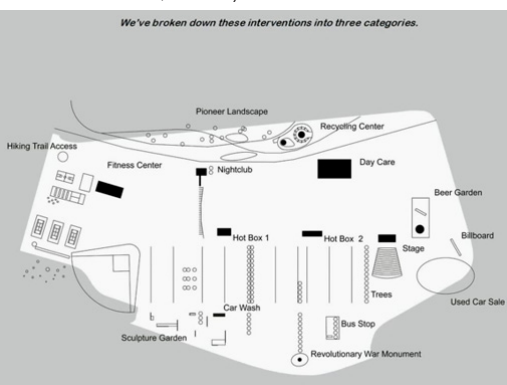 We've broken down these interventions into three categories.
Pioneer Landscape
Recycling Center
Hiking Trail Access
Fitness Center
Nightclub
Day Care
Beer Garden
Hot Box 1
Hot Box 2
Stage
Billboard
Trees
Used Car Sale
Car Wash
Sculpture Garden
Bus Stop
Revolutionary War Monument